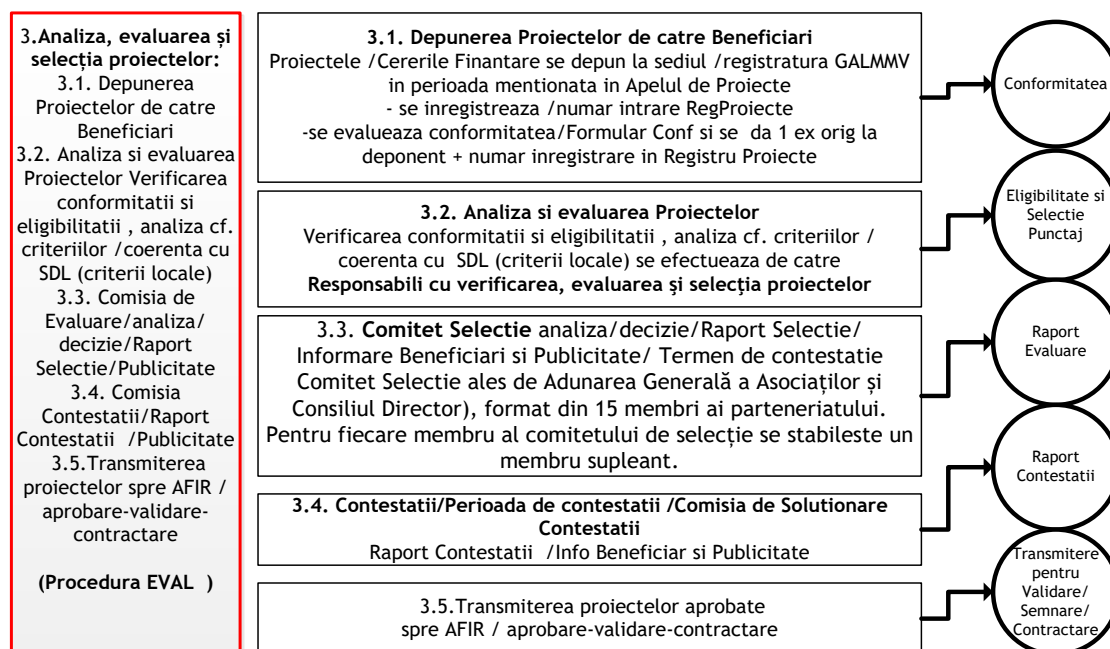 3.Analiza, evaluarea și
selecția proiectelor:
3.1. Depunerea
Proiectelor de catre
Beneficiari
3.2. Analiza si evaluarea
Proiectelor Verificarea
conformitatii si
eligibilitatii , analiza cf.
criteriilor /coerenta cu
SDL (criterii locale)
3.3. Comisia de
Evaluare/analiza/
decizie/Raport
Selectie/Publicitate
3.4. Comisia
Contestatii/Raport
Contestatii /Publicitate
3.5.Transmiterea
proiectelor spre AFIR /
aprobare-validare-
contractare
(Procedura EVAL )
3.1. Depunerea Proiectelor de catre Beneficiari
Proiectele /Cererile Finantare se depun la sediul /registratura GALMMV
in perioada mentionata in Apelul de Proiecte
- se inregistreaza /numar intrare RegProiecte
-se evalueaza conformitatea/Formular Conf si se da 1 ex orig la
deponent + numar inregistrare in Registru Proiecte
Conformitatea
3.2. Analiza si evaluarea Proiectelor
Verificarea conformitatii si eligibilitatii , analiza cf. criteriilor /
coerenta cu SDL (criterii locale) se efectueaza de catre
Responsabili cu verificarea, evaluarea și selecția proiectelor
Eligibilitate si
Selectie
Punctaj
3.3. Comitet Selectie analiza/decizie/Raport Selectie/
Informare Beneficiari si Publicitate/ Termen de contestatie
Comitet Selectie ales de Adunarea Generală a Asociaților și
Consiliul Director), format din 15 membri ai parteneriatului.
Pentru fiecare membru al comitetului de selecție se stabileste un
membru supleant.
Raport
Evaluare
3.4. Contestatii/Perioada de contestatii /Comisia de Solutionare
Contestatii
Raport Contestatii /Info Beneficiar si Publicitate
Raport
Contestatii
3.5.Transmiterea proiectelor aprobate
spre AFIR / aprobare-validare-contractare
Transmitere
pentru
Validare/
Semnare/
Contractare